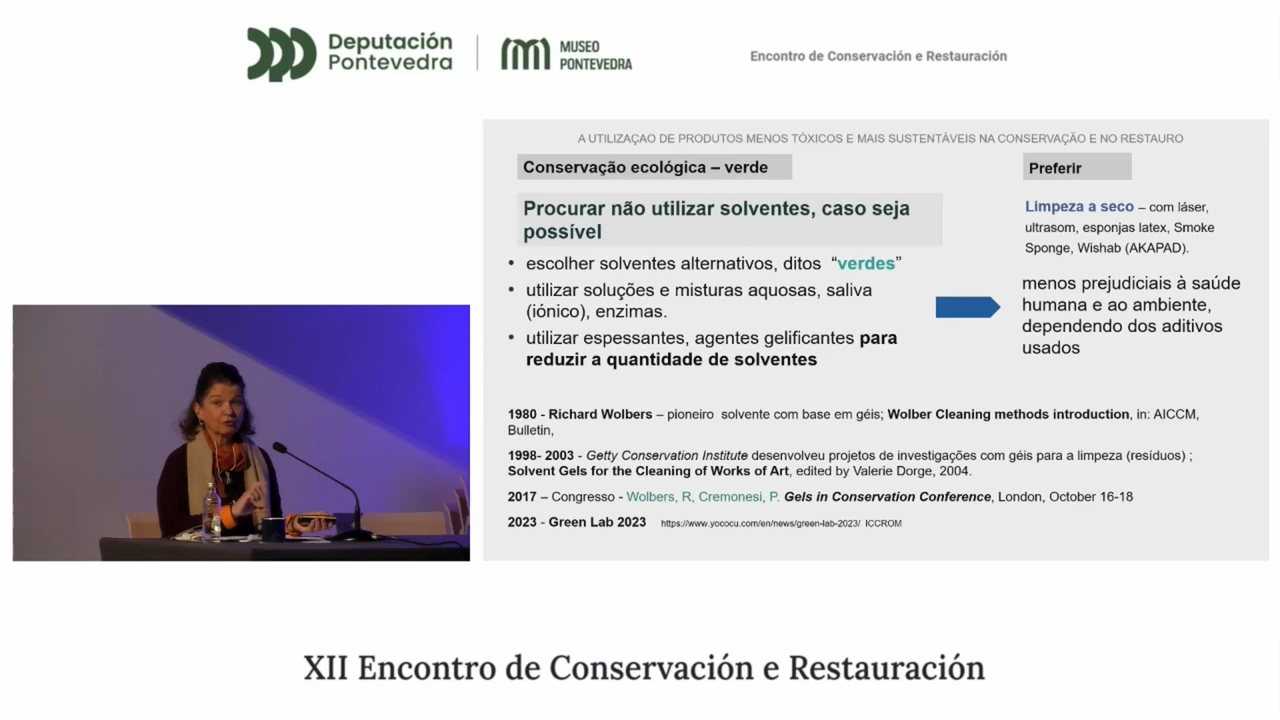 Deputación
Pontevedra
MUSEO
PONTEVEDRA
Encontro de Conservación e Restauración
A UTILIZAÇAO DE PRODUTOS MENOS TÓXICOS E MAIS SUSTENTÁVEIS NA CONSERVAÇÃO E NO RESTAURO
Conservação ecológica – verde
Procurar não utilizar solventes, caso seja
possível
• escolher solventes alternativos, ditos “verdes”
• utilizar soluções e misturas aquosas, saliva
(iónico), enzimas.
• utilizar espessantes, agentes gelificantes para
reduzir a quantidade de solventes
Preferir
Limpeza a seco – com láser,
ultrasom, esponjas latex, Smoke
Sponge, Wishab (AKAPAD).
menos prejudiciais à saúde
humana e ao ambiente,
dependendo dos aditivos
usados
1980 - Richard Wolbers – pioneiro solvente com base em géis; Wolber Cleaning methods introduction, in: AICCM,
Bulletin,
1998- 2003 - Getty Conservation Institute desenvolveu projetos de investigações com géis para a limpeza (resíduos) ;
Solvent Gels for the Cleaning of Works of Art, edited by Valerie Dorge, 2004.
2017 – Congresso - Wolbers, R, Cremonesi, P. Gels in Conservation Conference, London, October 16-18
2023 - Green Lab 2023 https://www.yococu.com/en/news/green-lab-2023/ ICCROM
XII Encontro de Conservación e Restauración